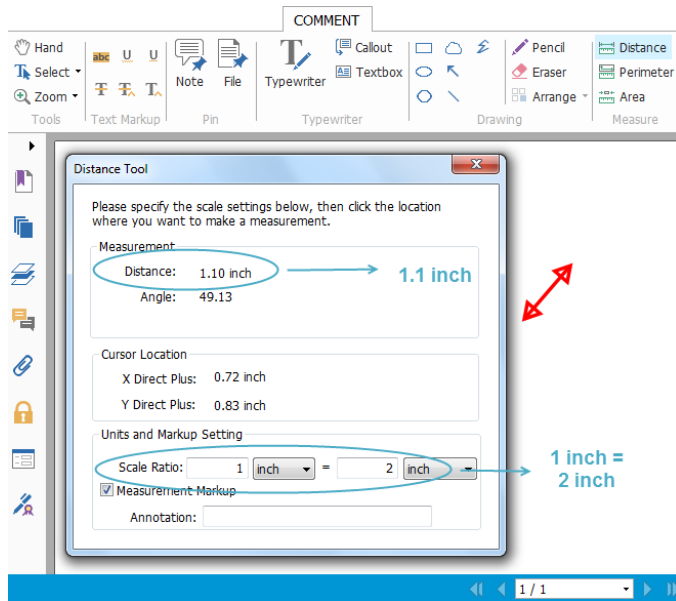 COMMENT
Hand
Select
Zoom
Tools
abc U U
T T T
Text Markup
Note
File
Pin
Typewriter
Callout
Textbox
Typewriter
Pencil
Eraser
Arrange
Drawing
Distance
Perimeter
Area
Measure
Distance Tool
Please specify the scale settings below, then click the location
where you want to make a measurement.
Measurement
Distance: 1.10 inch
1.1 inch
Angle: 49.13
Cursor Location
X Direct Plus: 0.72 inch
Y Direct Plus: 0.83 inch
Units and Markup Setting
Scale Ratio: 1 inch = 2 inch
1 inch =
2 inch
Measurement Markup
Annotation:
1 / 1